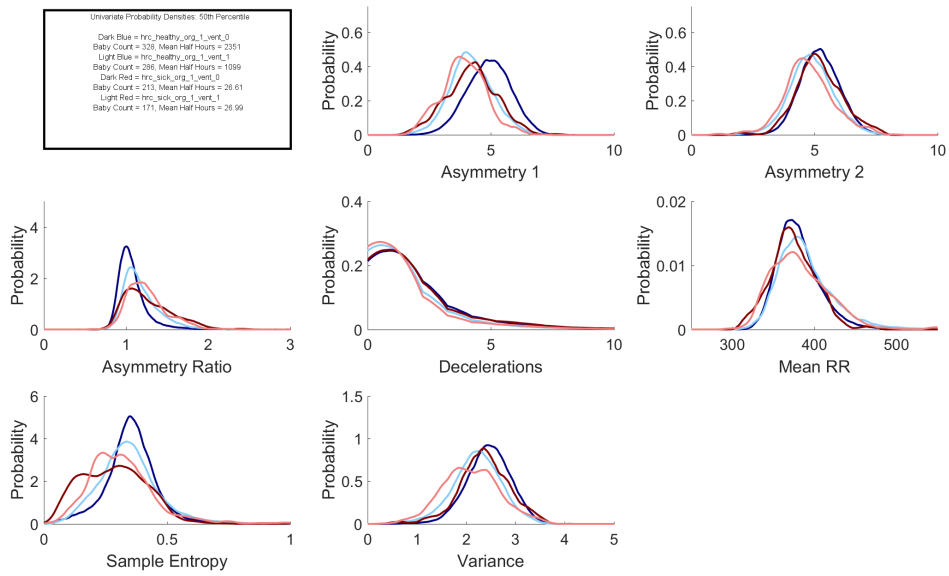 Univariate Probability Densities: 50th Percentile
Dark Blue = hrc_healthy_org_1_vent_0
Baby Count = 328, Mean Half Hours = 2351
Light Blue = hrc_healthy_org_1_vent_1
Baby Count = 286, Mean Half Hours = 1099
Dark Red = hrc_sick_org_1_vent_0
Baby Count = 213, Mean Half Hours = 26.61
Light Red = hrc_sick_org_1_vent_1
Baby Count = 171, Mean Half Hours = 26.99
Probability
0.6
0.4
0.2
0
0 5 10
Asymmetry 1
Probability
0.6
0.4
0.2
0
0 5 10
Asymmetry 2
Probability
4
2
0
0 1 2 3
Asymmetry Ratio
Probability
0.4
0.2
0
0 5 10
Decelerations
Probability
0.02
0.01
0
300 400 500
Mean RR
Probability
6
4
2
0
0 0.5 1
Sample Entropy
Probability
1.5
1
0.5
0
0 1 2 3 4 5
Variance